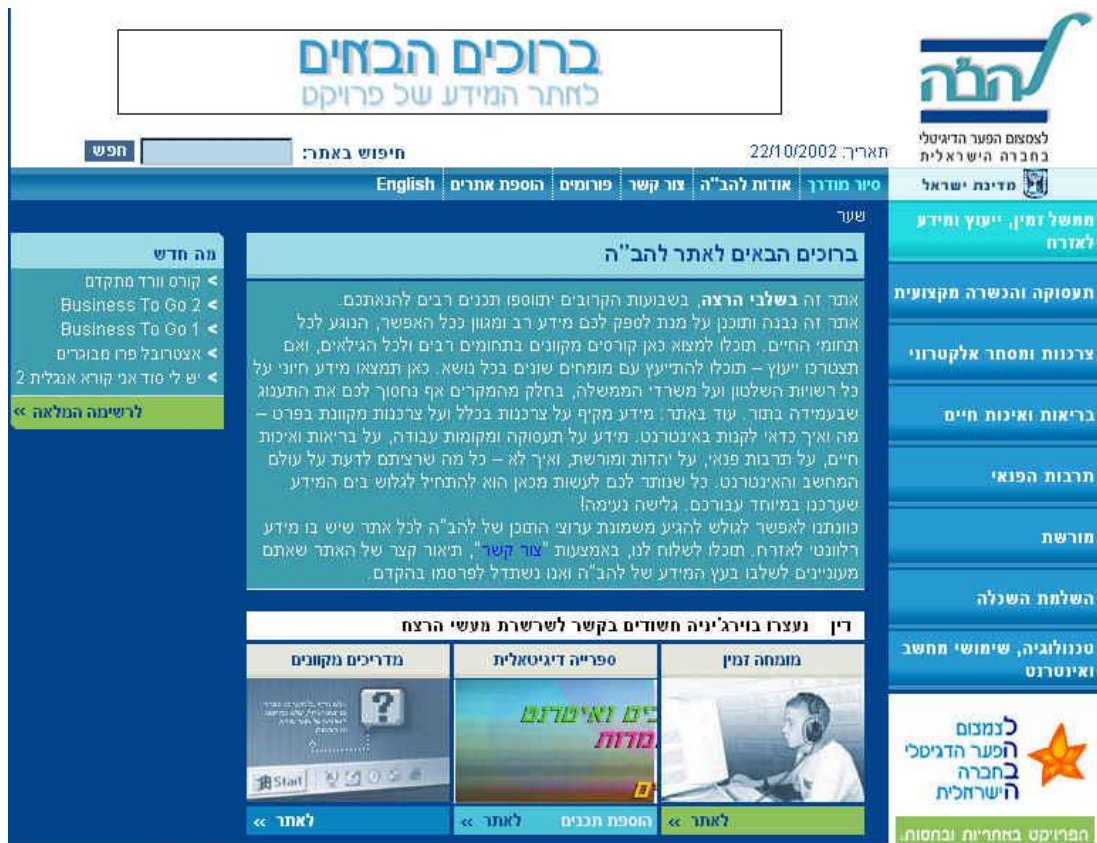 ברוכים הבאים
לאתר המידע של פרויקט
להב"ה
לצמצום הפער הדיגיטלי
בחברה הישראלית
מדינת ישראל
תאריך: 22/10/2002
חיפוש באתר:
חפש
סיור מודרך
אודות להב"ה
צור קשר
פורומים
הוספת אתרים
English
שער
ממשל זמין, ייעוץ ומידע
לאזרח
תעסוקה והכשרה מקצועית
צרכנות ומסחר אלקטרוני
בריאות ואיכות חיים
תרבות הפנאי
מורשת
השלמת השכלה
טכנולוגיה, שימושי מחשב
ואינטרנט
ברוכים הבאים לאתר להב"ה
אתר זה בשלבי הרצה, בשבועות הקרובים יתווספו תכנים רבים להנאתכם.
אתר זה נבנה ותוכנן על מנת לספק לכם מידע רב ומגוון ככל האפשר, הנוגע לכל
תחומי החיים. תוכלו למצוא כאן קורסים מקוונים בתחומים רבים ולכל הגילאים, ואם
תצטרכו ייעוץ – תוכלו להתייעץ עם מומחים שונים בכל נושא. כאן תמצאו מידע חיוני על
כל רשויות השלטון ועל משרדי הממשלה, בחלק מהמקרים אף נחסוך לכם את התענוג
שבעמידה בתור. עוד באתר: מידע מקיף על צרכנות בכלל ועל צרכנות מקוונת בפרט –
מה ואיך כדאי לקנות באינטרנט. מידע על תעסוקה ומקומות עבודה, על בריאות ואיכות
חיים, על תרבות פנאי, על יהדות ומורשת, ואיך לא – כל מה שרציתם לדעת על עולם
המחשב והאינטרנט. כל שנותר לכם לעשות מכאן הוא להתחיל לגלוש בים המידע
שערכנו במיוחד עבורכם. גלישה נעימה!
כוונתנו לאפשר לגולש להגיע משמונת ערוצי התוכן של להב"ה לכל אתר שיש בו מידע
רלוונטי לאזרח. תוכלו לשלוח לנו, באמצעות "צור קשר", תיאור קצר של האתר שאתם
מעוניינים לשלבו בעץ המידע של להב"ה ואנו נשתדל לפרסמו בהקדם.
מה חדש
> קורס וורד מתקדם
> Business To Go 2
> Business To Go 1
> אצטרובל פרו מבוגרים
> יש לי סוד אני קורא אנגלית 2
לרשימה המלאה »
דין נעצרו בוירג'יניה חשודים בקשר לשרשרת מעשי הרצח
מומחה זמין
ספרייה דיגיטאלית
מדריכים מקוונים
כים ואיטרנט
מרות
Start
לאתר »
הוספת תכנים
לאתר »
לאתר »
לצמצום
הפער הדגיטלי
בחברה
הישראלית
הפרויקט באחריות ובחסות: